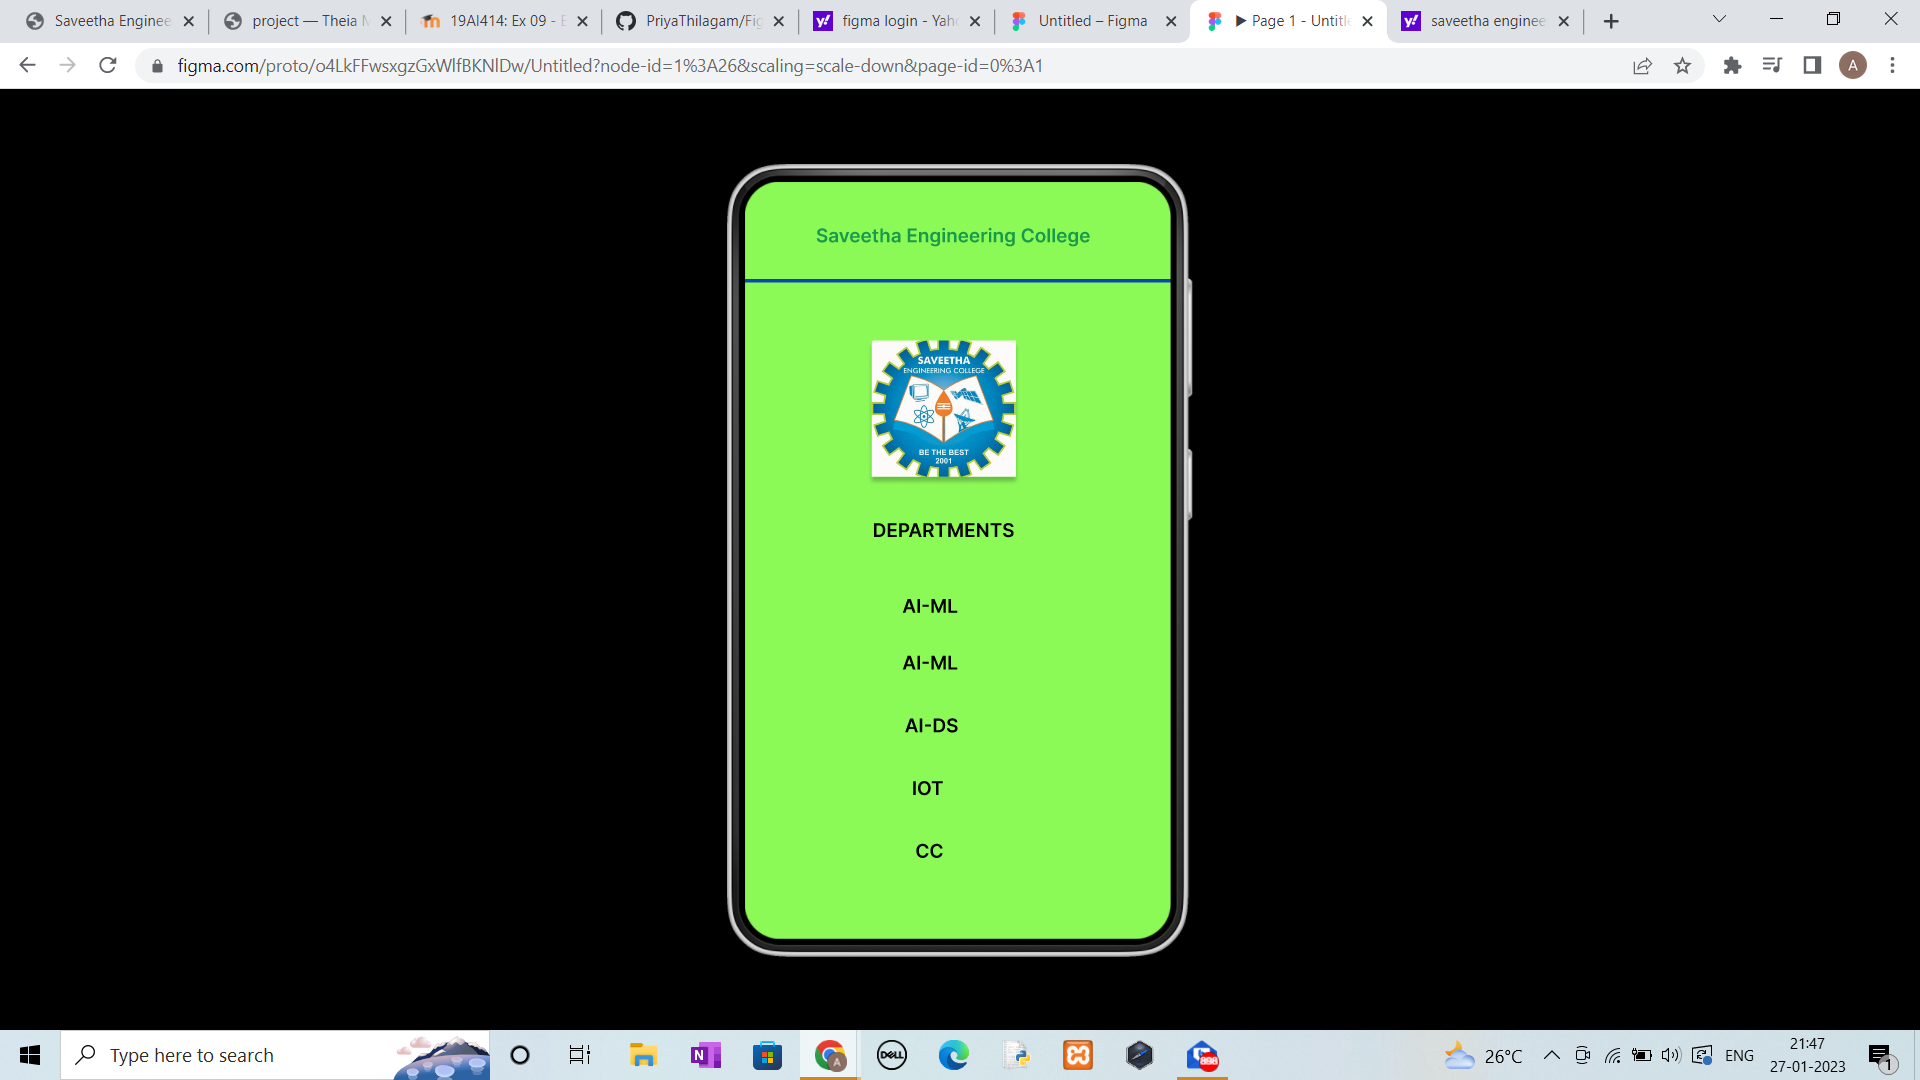 Saveetha Enginee
project — Theia M
19AI414: Ex 09 - E
PriyaThilagam/Fig
figma login - Yah
Untitled – Figma
Page 1 - Untitle
saveetha enginee
figma.com/proto/o4LkFFwsxgzGxWlfBKNlDw/Untitled?node-id=1%3A26&scaling=scale-down&page-id=0%3A1
A
Saveetha Engineering College
SAVEETHA
ENGINEERING COLLEGE
BE THE BEST
2001
DEPARTMENTS
AI-ML
AI-ML
AI-DS
IOT
CC
Type here to search
N
A
DELL
898
26°C
ENG
21:47
27-01-2023
1